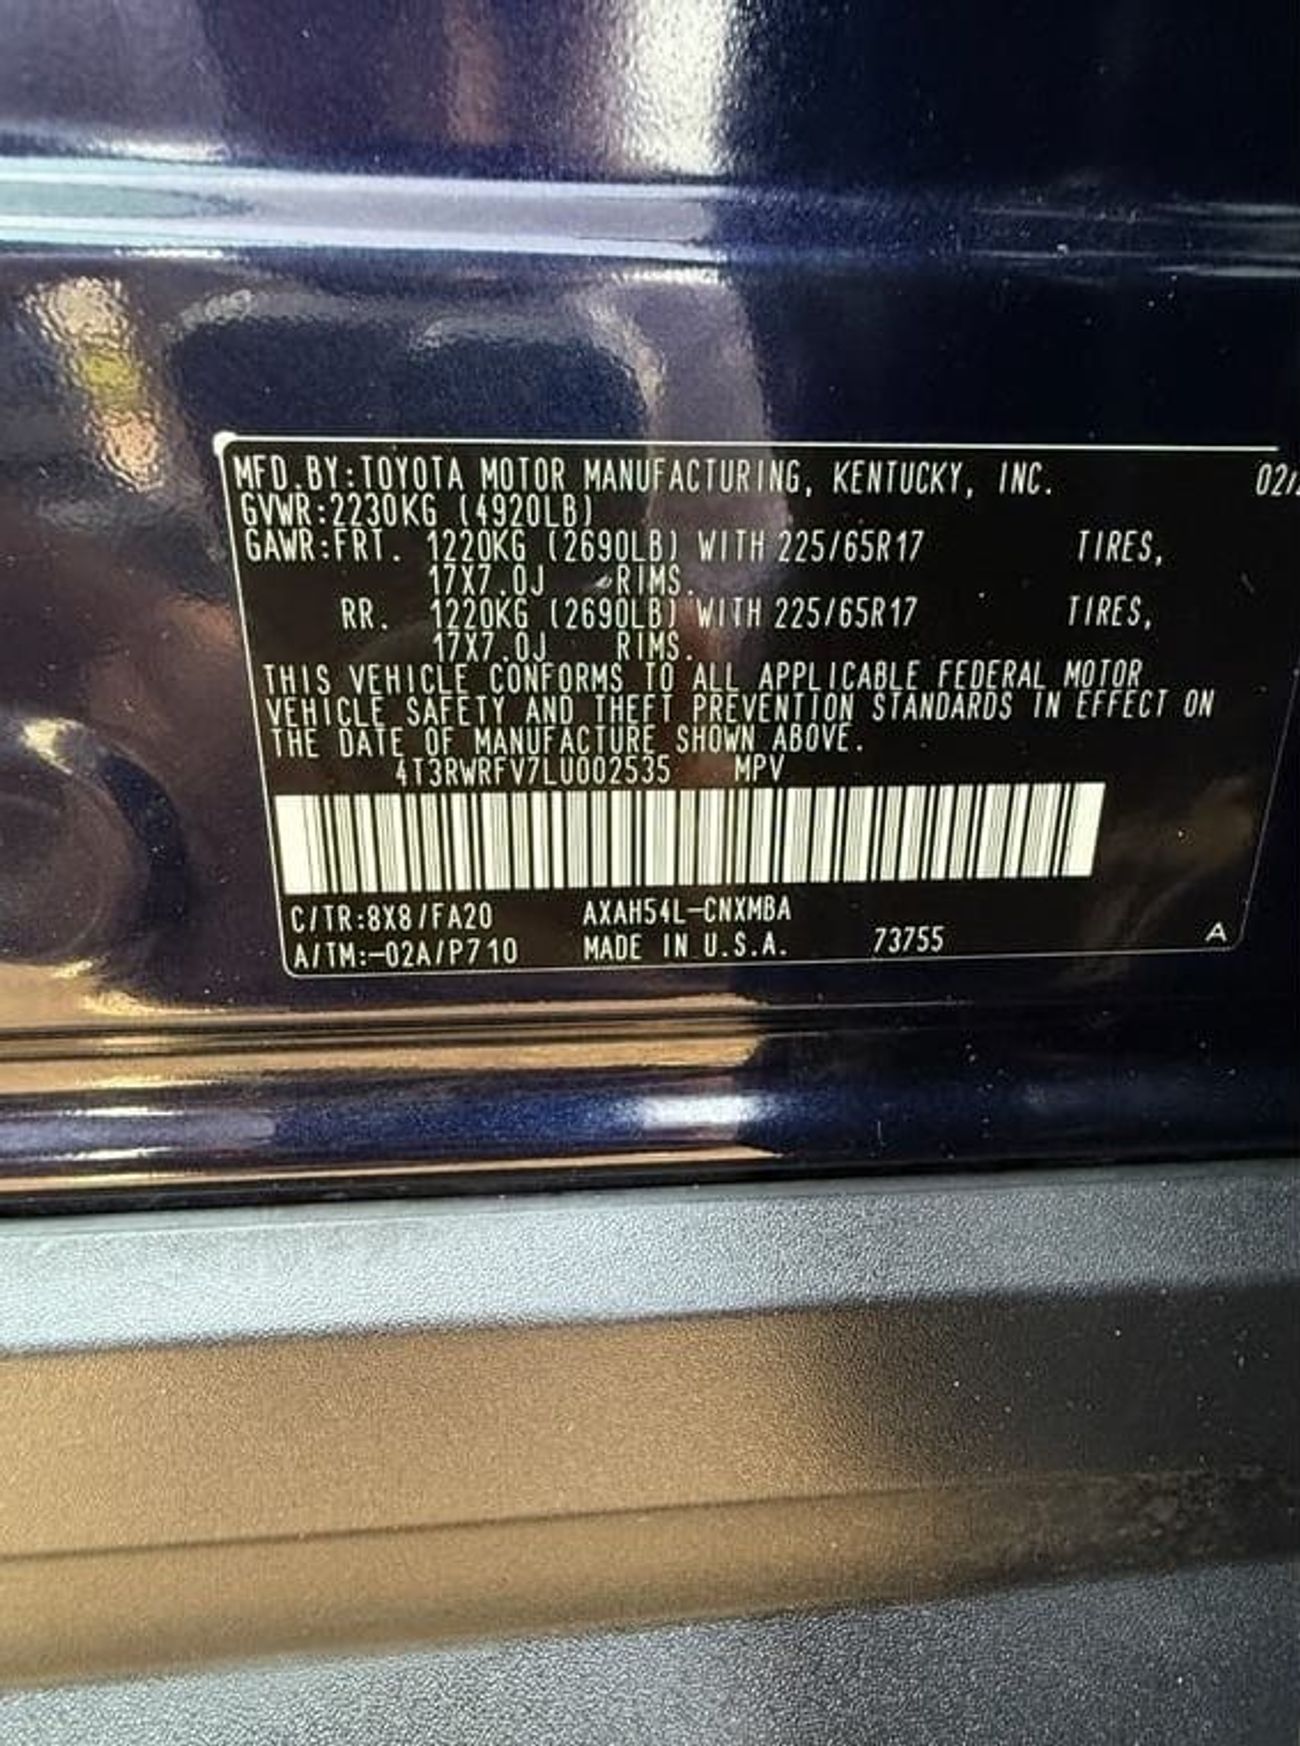 MFD.BY:TOYOTA MOTOR MANUFACTURING, KENTUCKY, INC. 02/
GVWR:2230KG (4920LB)
GAWR:FRT. 1220KG (2690LB) WITH 225/65R17 TIRES,
17X7.0J RIMS.
RR. 1220KG (2690LB) WITH 225/65R17 TIRES,
17X7.0J RIMS.
THIS VEHICLE CONFORMS TO ALL APPLICABLE FEDERAL MOTOR
VEHICLE SAFETY AND THEFT PREVENTION STANDARDS IN EFFECT ON
THE DATE OF MANUFACTURE SHOWN ABOVE.
4T3RWRFV7LU002535 MPV
C/TR:8X8/FA20 AXAH54L-CNXMBA
A/TM:-02A/P710 MADE IN U.S.A. 73755 A